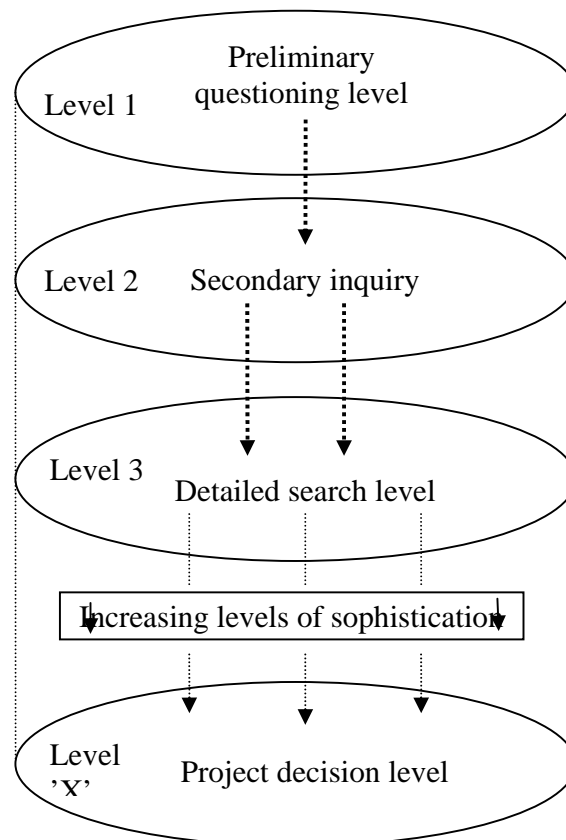 Preliminary
questioning level
Level 1
Level 2
Secondary inquiry
Level 3
Detailed search level
Increasing levels of sophistication
Level
’X’
Project decision level